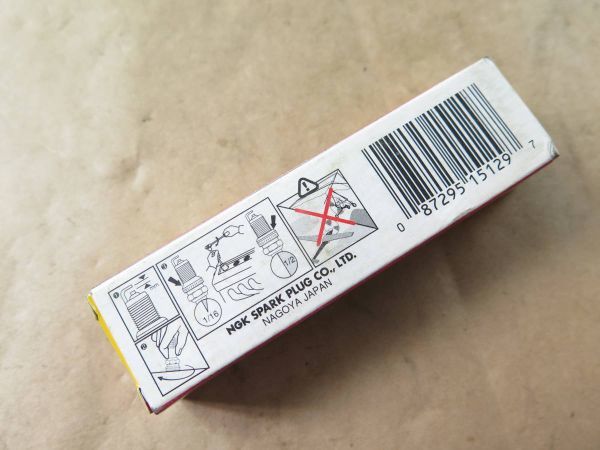 0 87295 15129 7
1/2
1/16
NGK SPARK PLUG CO., LTD.
NAGOYA JAPAN